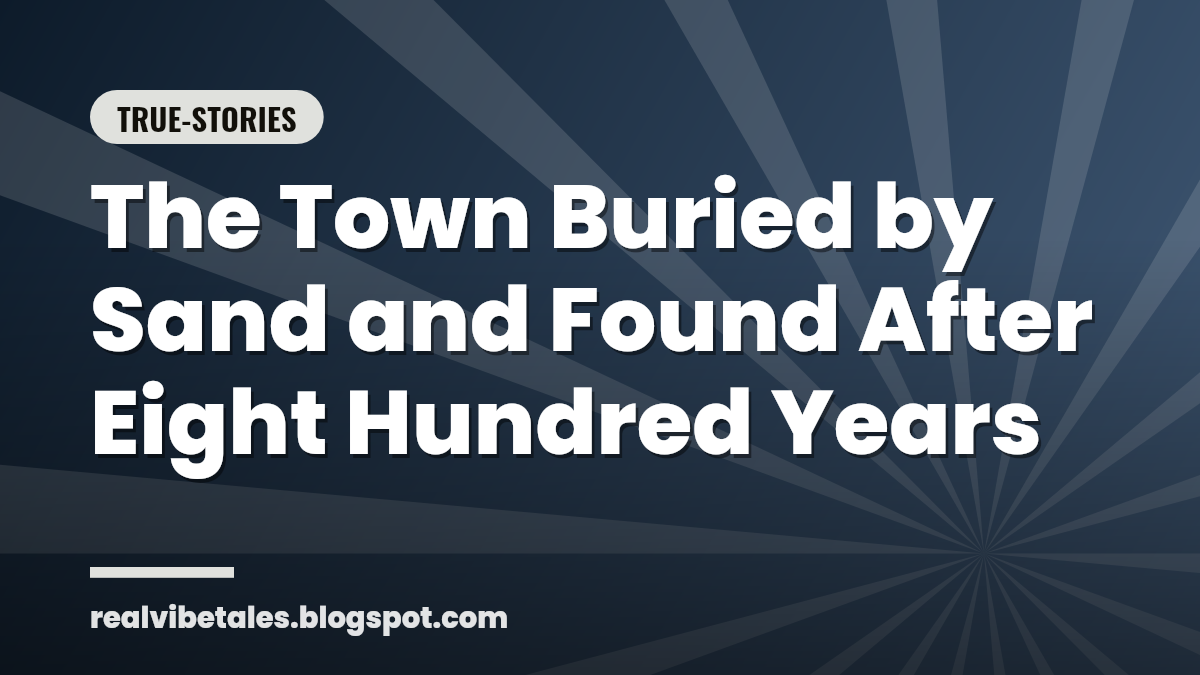 TRUE-STORIES
The Town Buried by
Sand and Found After
Eight Hundred Years
realvibetales.blogspot.com